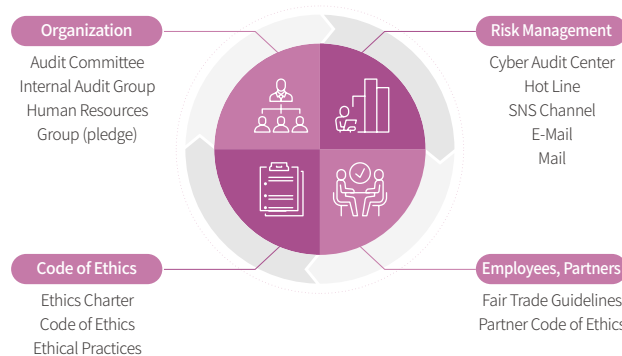 Organization
Audit Committee
Internal Audit Group
Human Resources
Group (pledge)
Risk Management
Cyber Audit Center
Hot Line
SNS Channel
E-Mail
Mail
Code of Ethics
Ethics Charter
Code of Ethics
Ethical Practices
Employees, Partners
Fair Trade Guidelines
Partner Code of Ethics